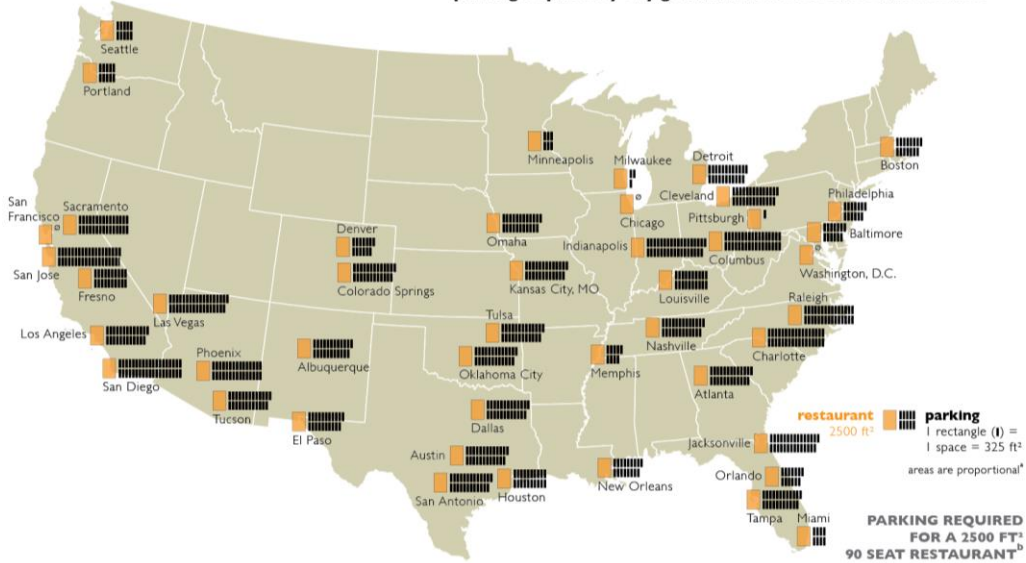 Seattle
Portland
Minneapolis
Milwaukee
Detroit
Boston
Cleveland
Philadelphia
San
Francisco
ø
Sacramento
Chicago
ø
Pittsburgh
Baltimore
Denver
Omaha
Indianapolis
Columbus
ø
Washington, D.C.
San Jose
Fresno
Colorado Springs
Kansas City, MO
Louisville
Raleigh
Las Vegas
Tulsa
Nashville
Charlotte
Los Angeles
Phoenix
Albuquerque
Oklahoma City
Memphis
San Diego
Atlanta
Tucson
El Paso
Dallas
Jacksonville
Austin
San Antonio
Houston
New Orleans
Orlando
Tampa
Miami
restaurant
2500 ft²
parking
1 rectangle (I) =
1 space = 325 ft²
areas are proportional
PARKING REQUIRED
FOR A 2500 FT²
90 SEAT RESTAURANT b